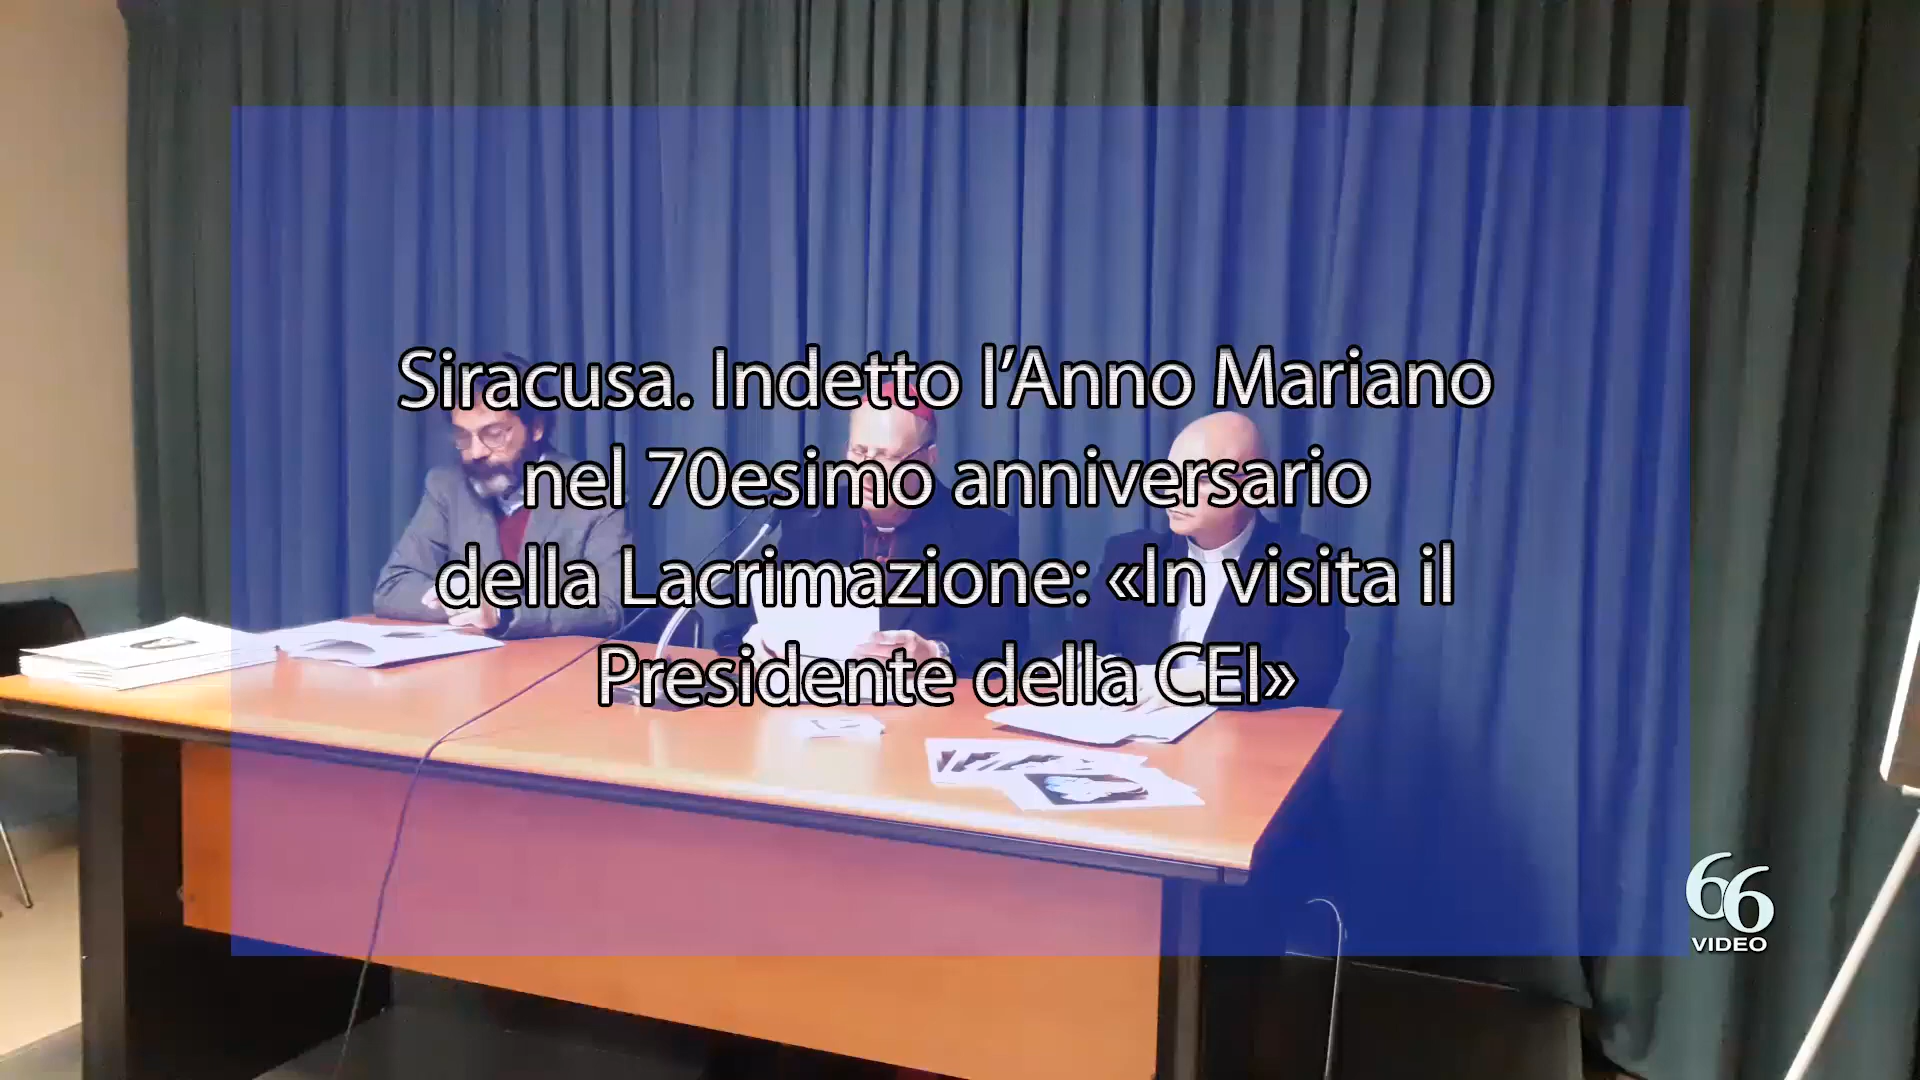 Siracusa. Indetto l’Anno Mariano
nel 70esimo anniversario
della Lacrimazione: «In visita il
Presidente della CEI»
66
VIDEO